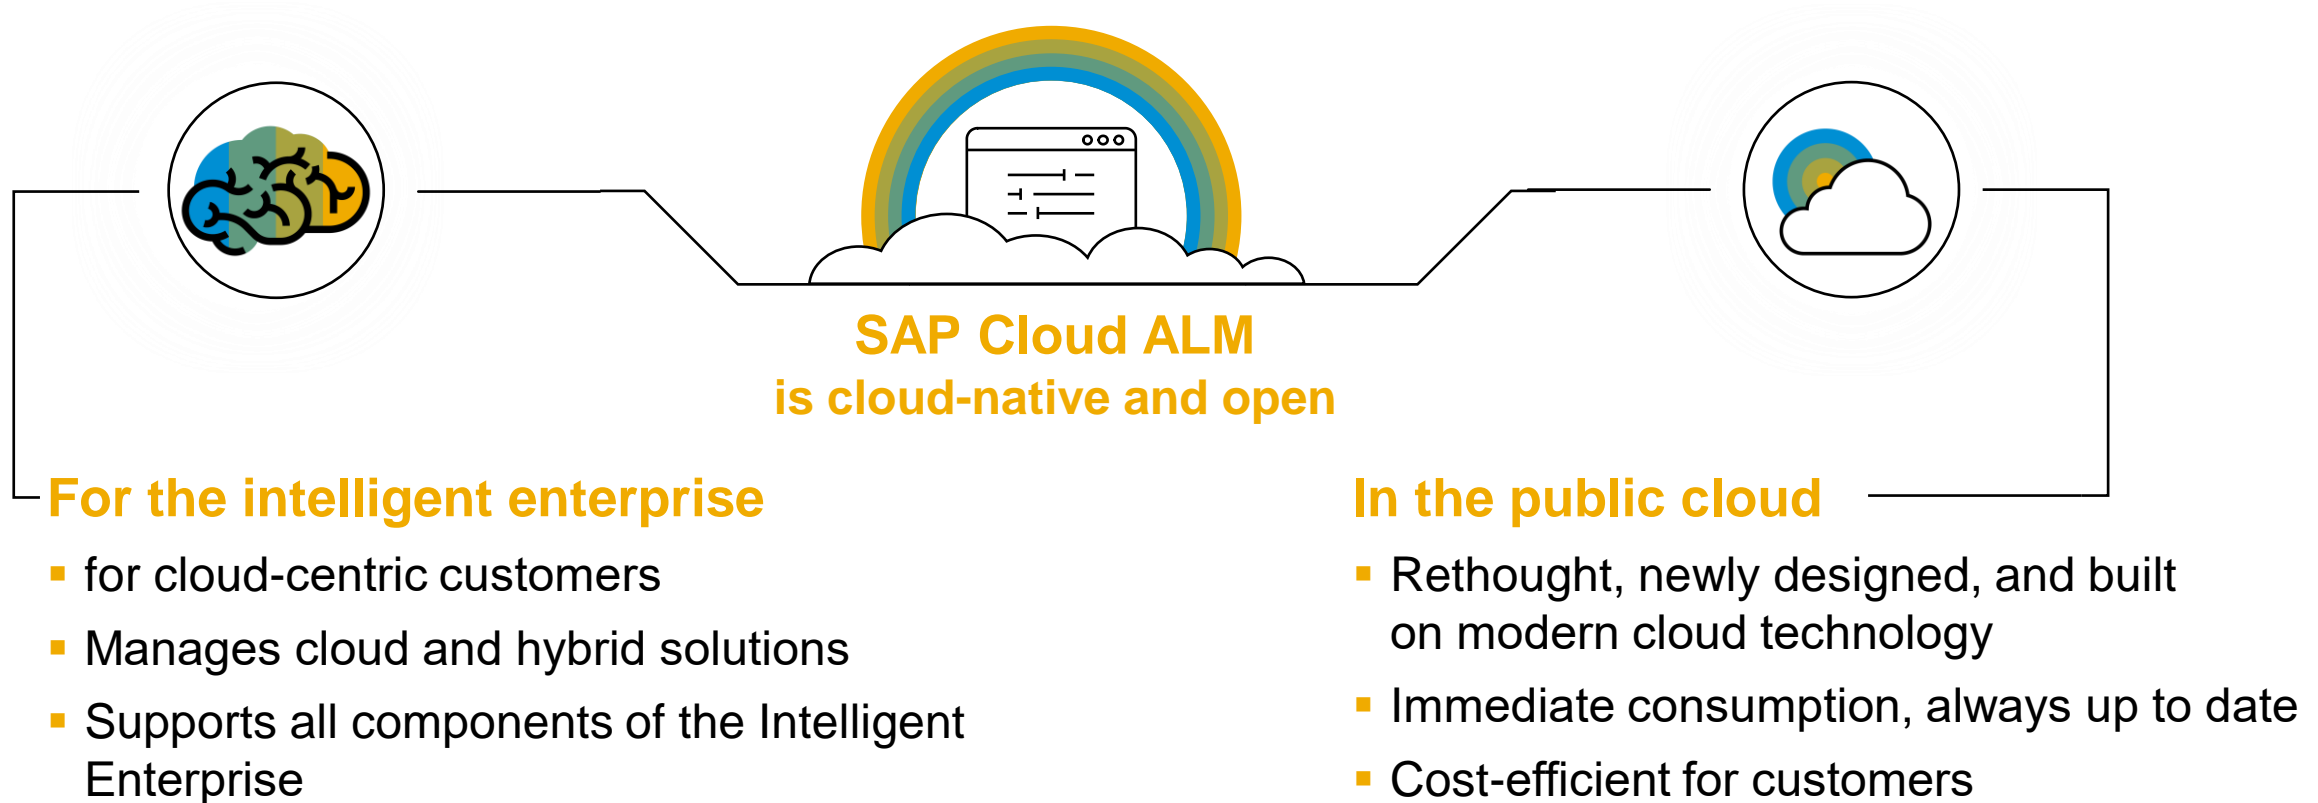 SAP Cloud ALM
is cloud-native and open
For the intelligent enterprise
▪ for cloud-centric customers
▪ Manages cloud and hybrid solutions
▪ Supports all components of the Intelligent
Enterprise
In the public cloud
▪ Rethought, newly designed, and built
on modern cloud technology
▪ Immediate consumption, always up to date
▪ Cost-efficient for customers